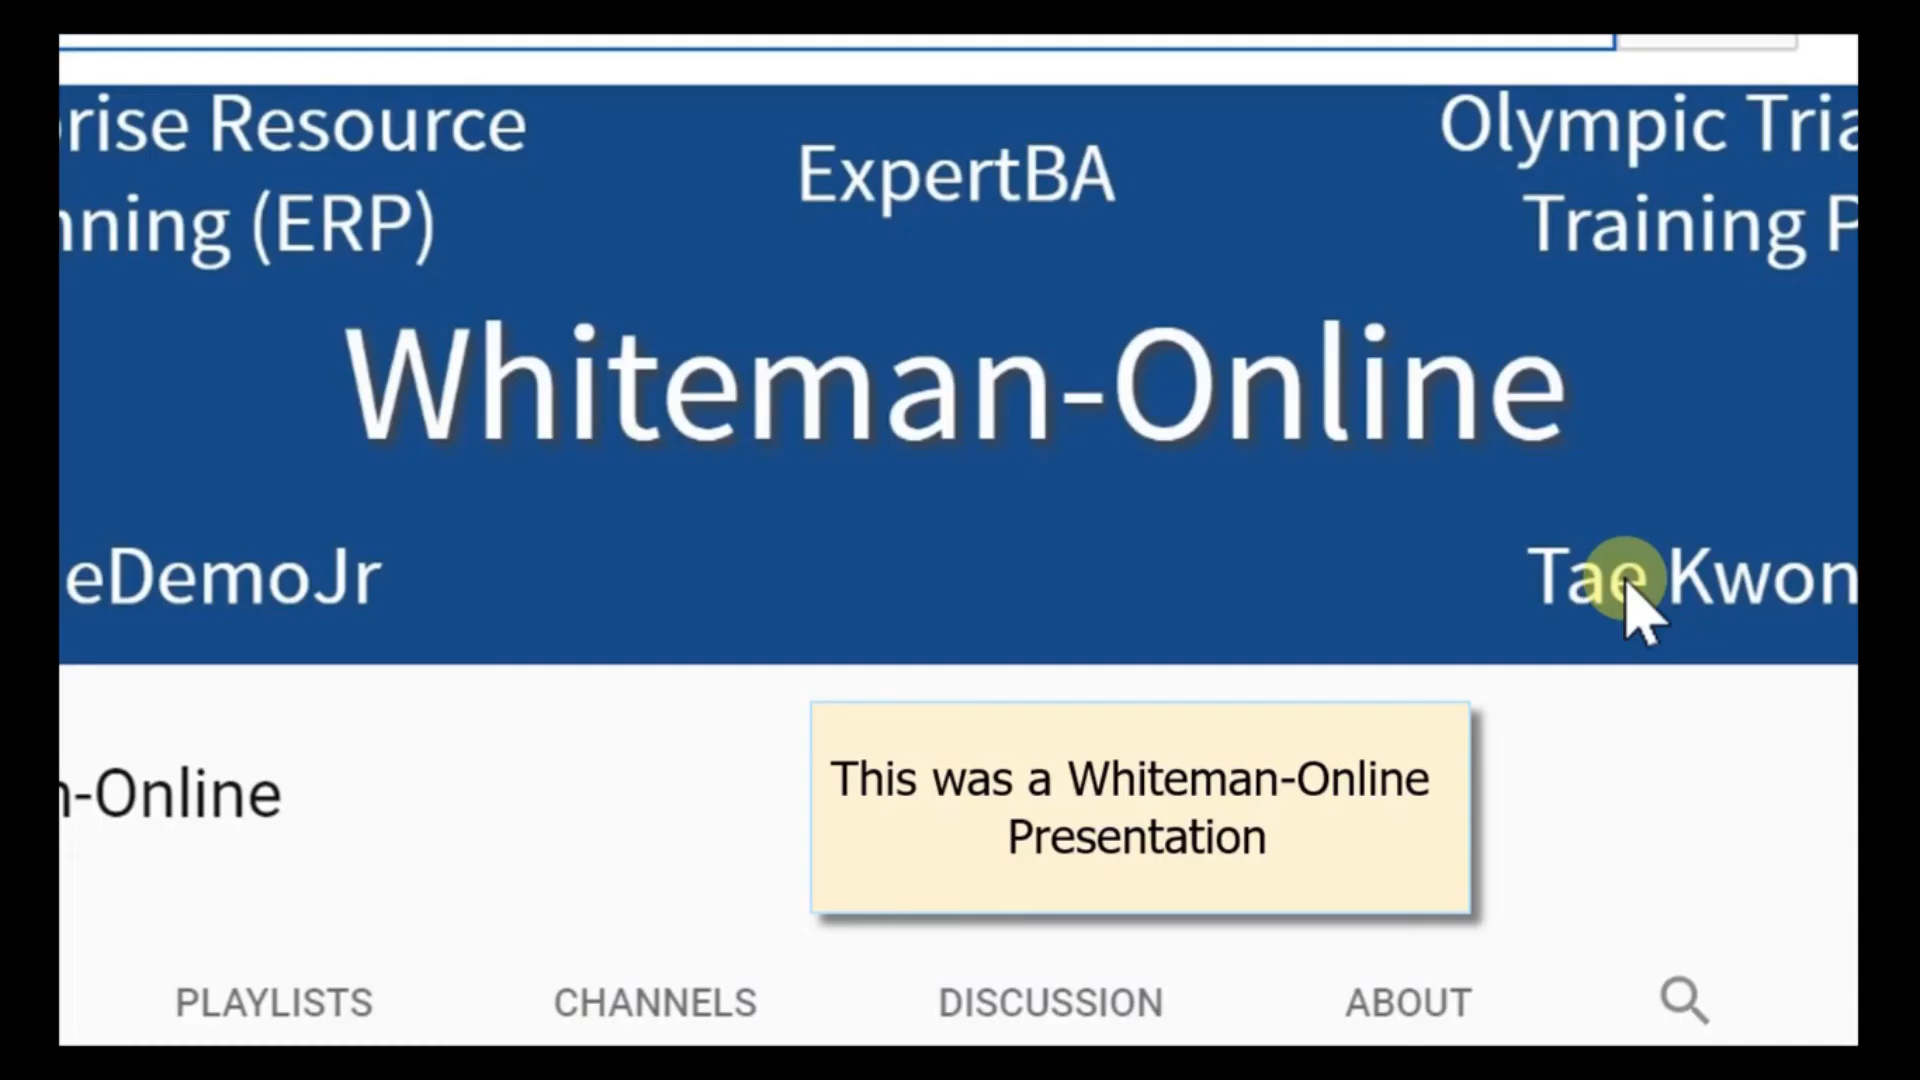 rise Resource
nning (ERP)
ExpertBA
Olympic Tria
Training P
Whiteman-Online
eDemoJr
Tae Kwon
n-Online
This was a Whiteman-Online
Presentation
PLAYLISTS
CHANNELS
DISCUSSION
ABOUT